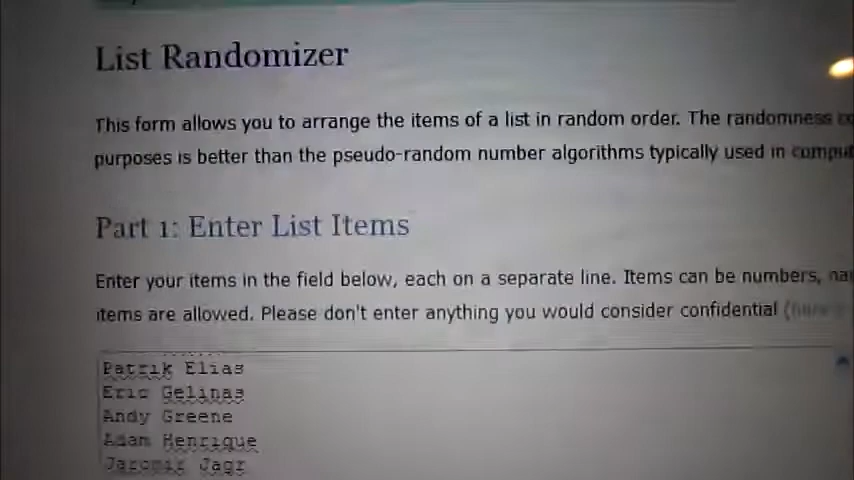 List Randomizer
This form allows you to arrange the items of a list in random order. The randomness
purposes is better than the pseudo-random number algorithms typically used in
Part 1: Enter List Items
Enter your items in the field below, each on a separate line. Items can be numbers,
items are allowed. Please don't enter anything you would consider confidential
Patrik Elias
Eric Gelinas
Andy Greene
Adam Henrique
Jaromir Jagr